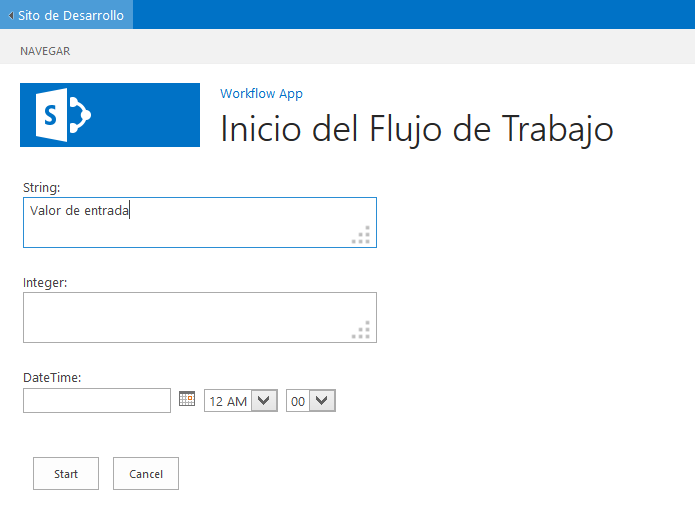 Sito de Desarrollo
NAVEGAR
S
Workflow App
Inicio del Flujo de Trabajo
String:
Valor de entrada
Integer:
DateTime:
12 AM 00
Start Cancel